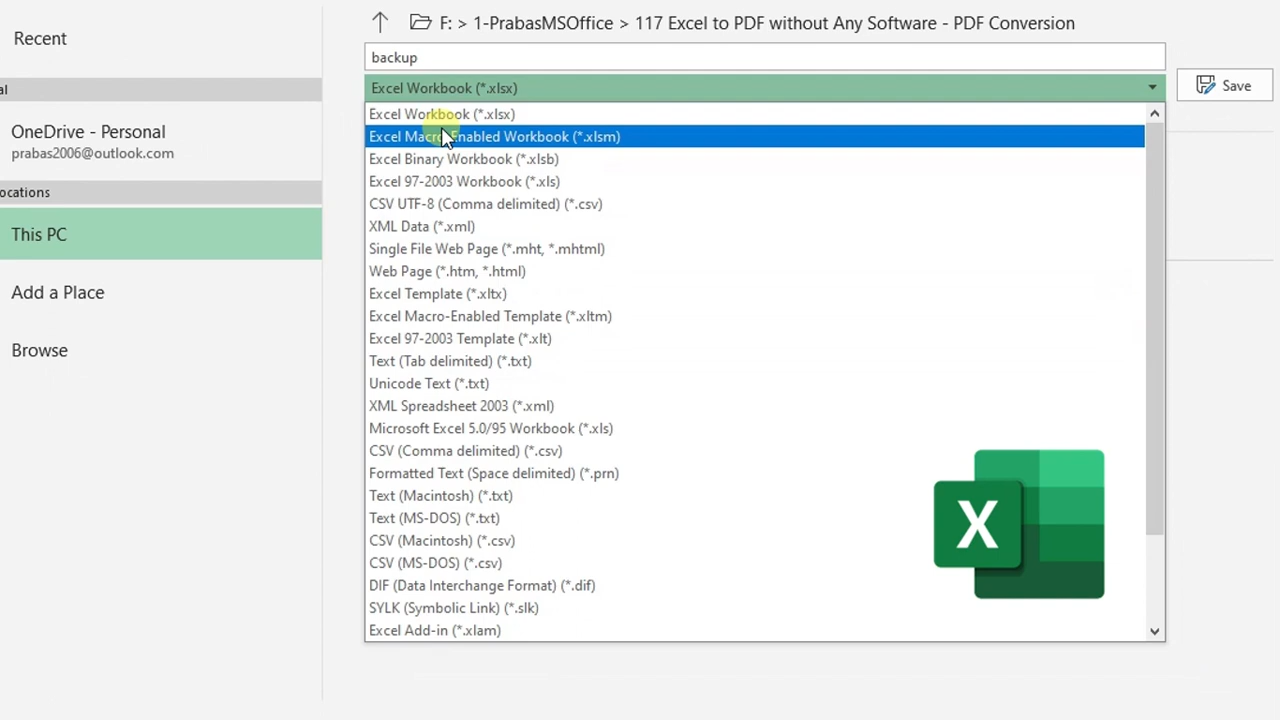 F: > 1-PrabasMSOffice > 117 Excel to PDF without Any Software - PDF Conversion
Recent
backup
al
Excel Workbook (*.xlsx)
Save
OneDrive - Personal
prabas2006@outlook.com
ocations
This PC
Add a Place
Browse
Excel Workbook (*.xlsx)
Excel Macro-Enabled Workbook (*.xlsm)
Excel Binary Workbook (*.xlsb)
Excel 97-2003 Workbook (*.xls)
CSV UTF-8 (Comma delimited) (*.csv)
XML Data (*.xml)
Single File Web Page (*.mht, *.mhtml)
Web Page (*.htm, *.html)
Excel Template (*.xltx)
Excel Macro-Enabled Template (*.xltm)
Excel 97-2003 Template (*.xlt)
Text (Tab delimited) (*.txt)
Unicode Text (*.txt)
XML Spreadsheet 2003 (*.xml)
Microsoft Excel 5.0/95 Workbook (*.xls)
CSV (Comma delimited) (*.csv)
Formatted Text (Space delimited) (*.prn)
Text (Macintosh) (*.txt)
Text (MS-DOS) (*.txt)
CSV (Macintosh) (*.csv)
CSV (MS-DOS) (*.csv)
DIF (Data Interchange Format) (*.dif)
SYLK (Symbolic Link) (*.slk)
Excel Add-in (*.xlam)
X